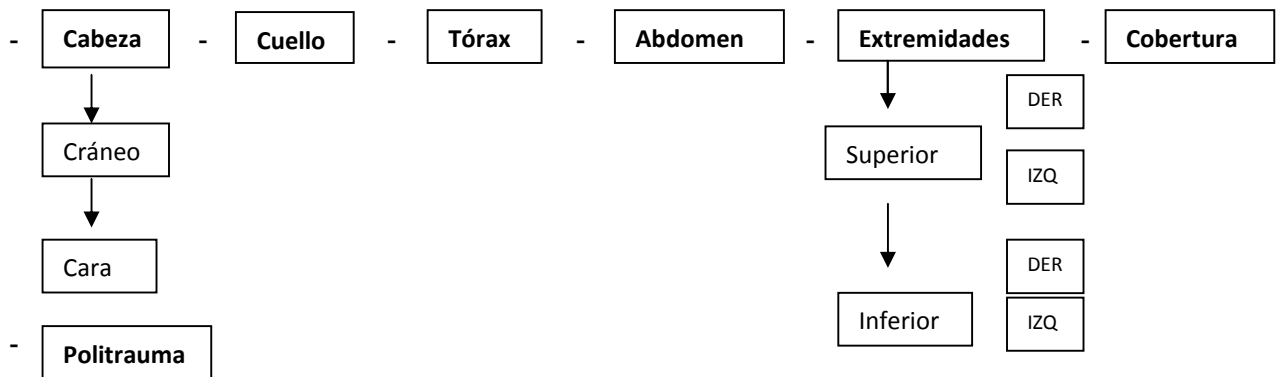 - Cabeza - Cuello - Tórax - Abdomen - Extremidades - Cobertura
DER
Cráneo Superior
IZQ
Cara DER
Inferior IZQ
- Politrauma